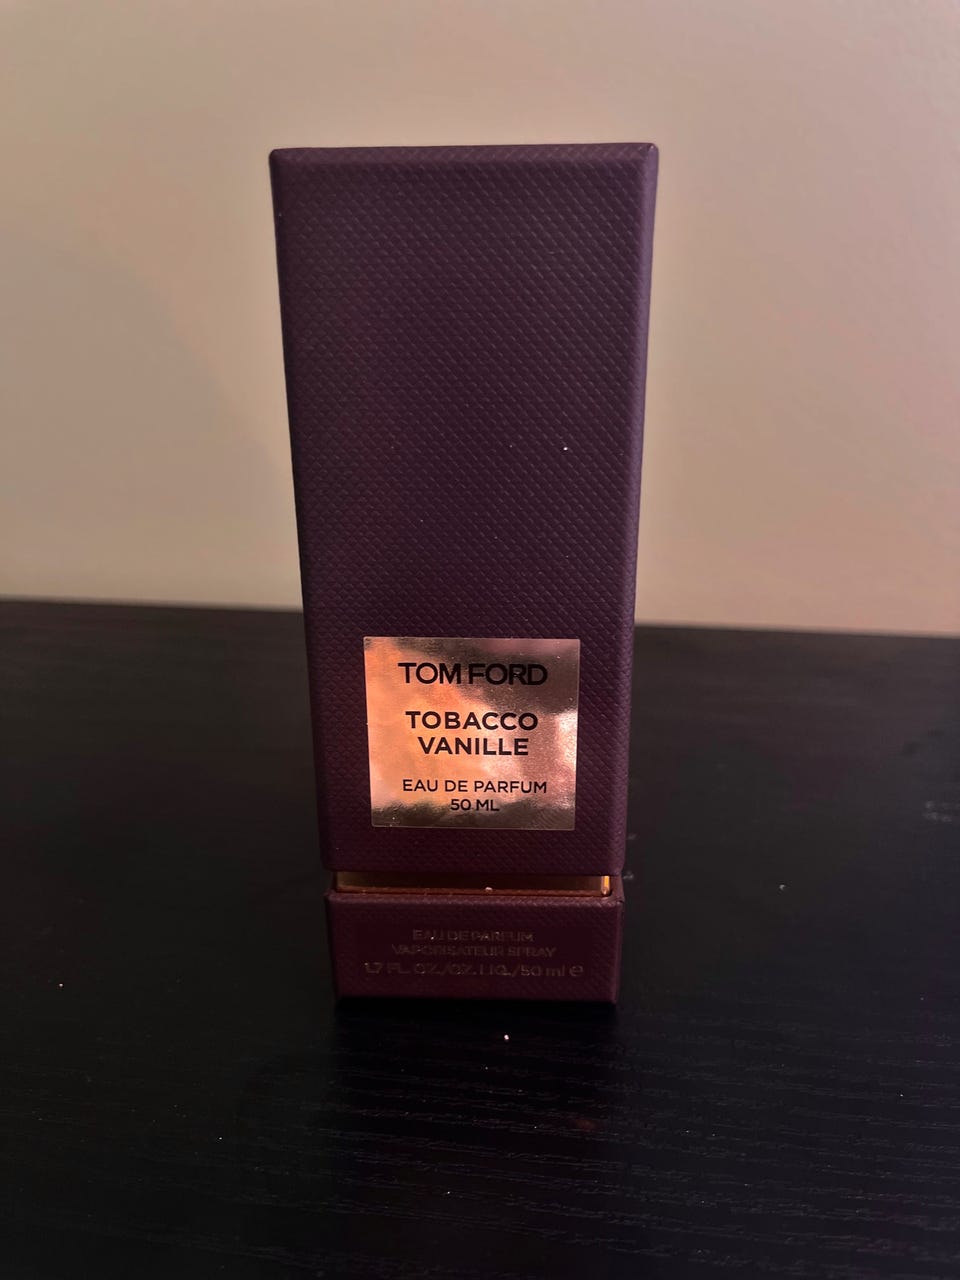 TOM FORD
TOBACCO
VANILLE
EAU DE PARFUM
50 ML
EAU DE PARFUM
VAPORISATEUR SPRAY
1.7 FL. OZ./OZ. LIQ./50 ml ℮